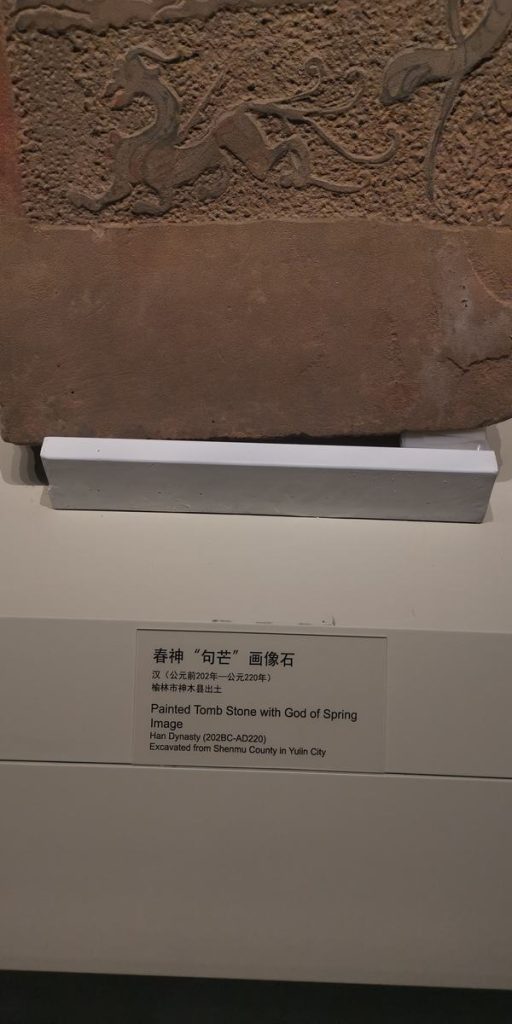 春神“句芒”画像石
汉（公元前202年—公元220年）
榆林市神木县出土
Painted Tomb Stone with God of Spring
Image
Han Dynasty (202BC-AD220)
Excavated from Shenmu County in Yulin City